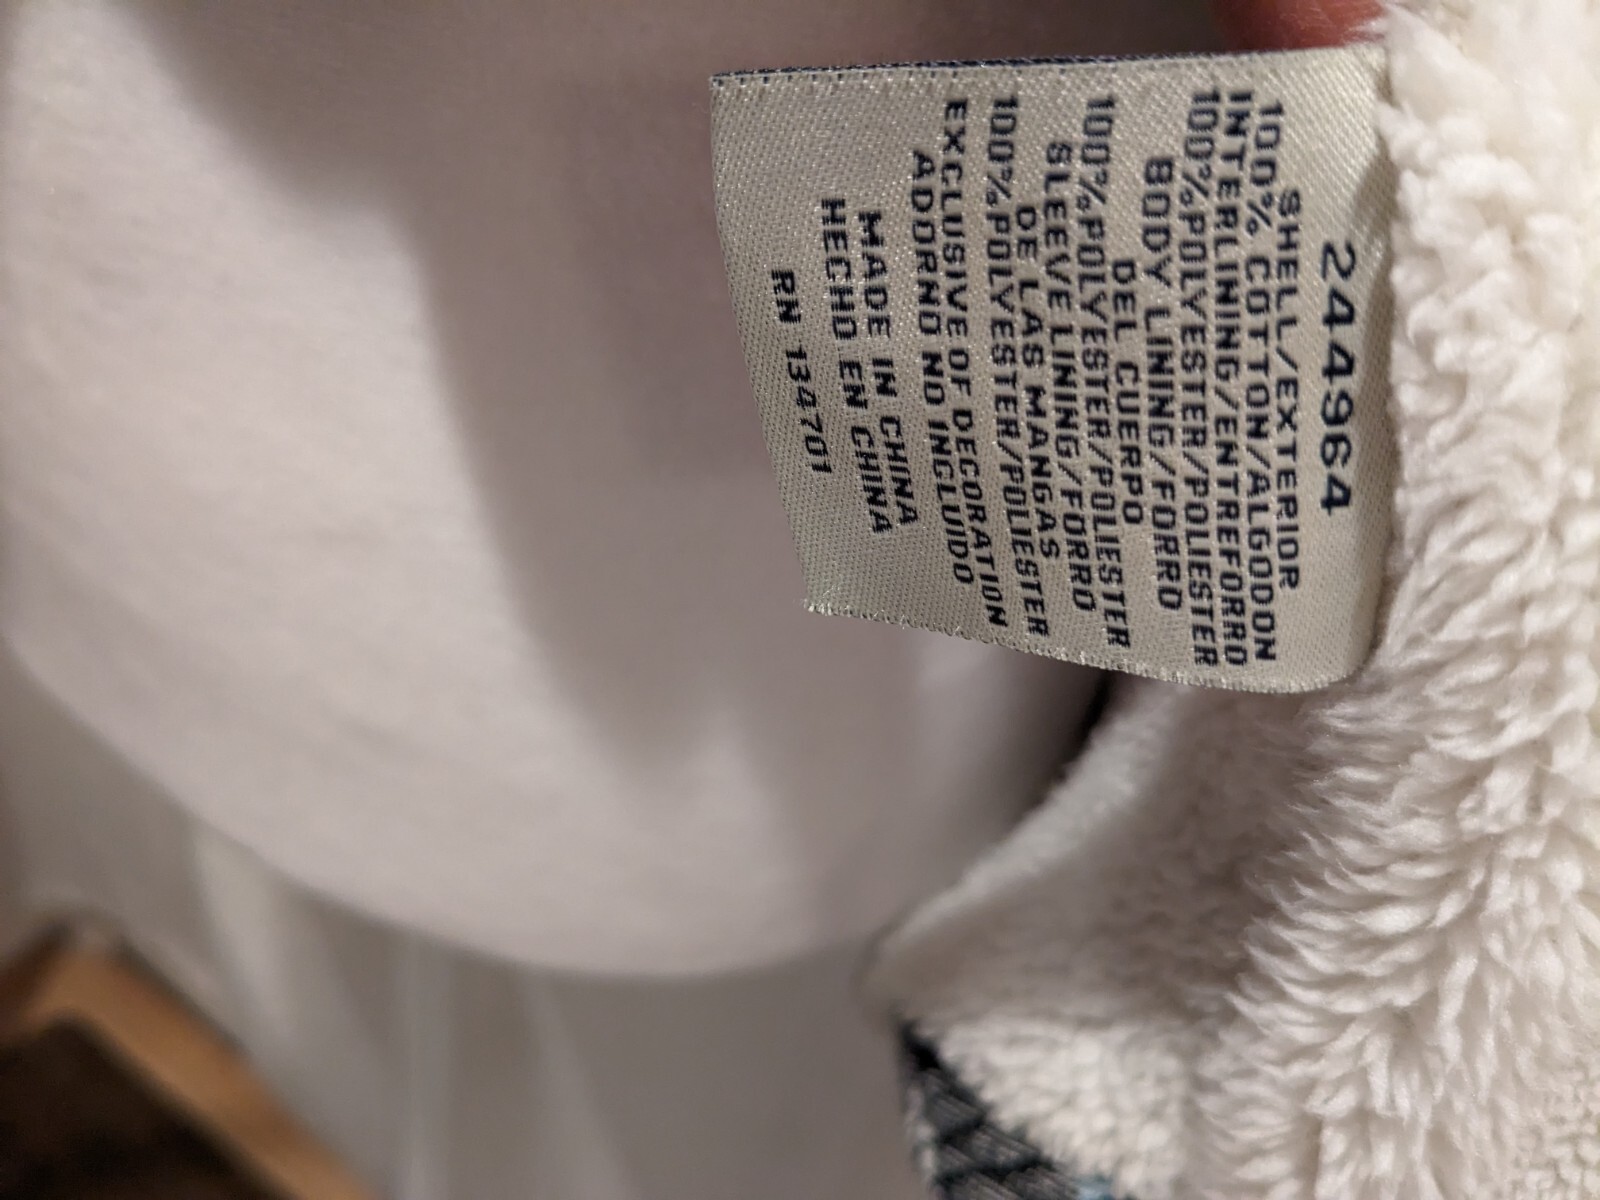 244964
SHELL/EXTERIOR
100% COTTON/ALGODON
INTERLINING/ENTREFORRO
100%POLYESTER/POLIESTER
BODY LINING/FORRO
DEL CUERPO
100%POLYESTER/POLIESTER
SLEEVE LINING/FORRO
DE LAS MANGAS
100%POLYESTER/POLIESTER
EXCLUSIVE OF DECORATION
ADORNO NO INCLUIDO
MADE IN CHINA
HECHO EN CHINA
RN 134701